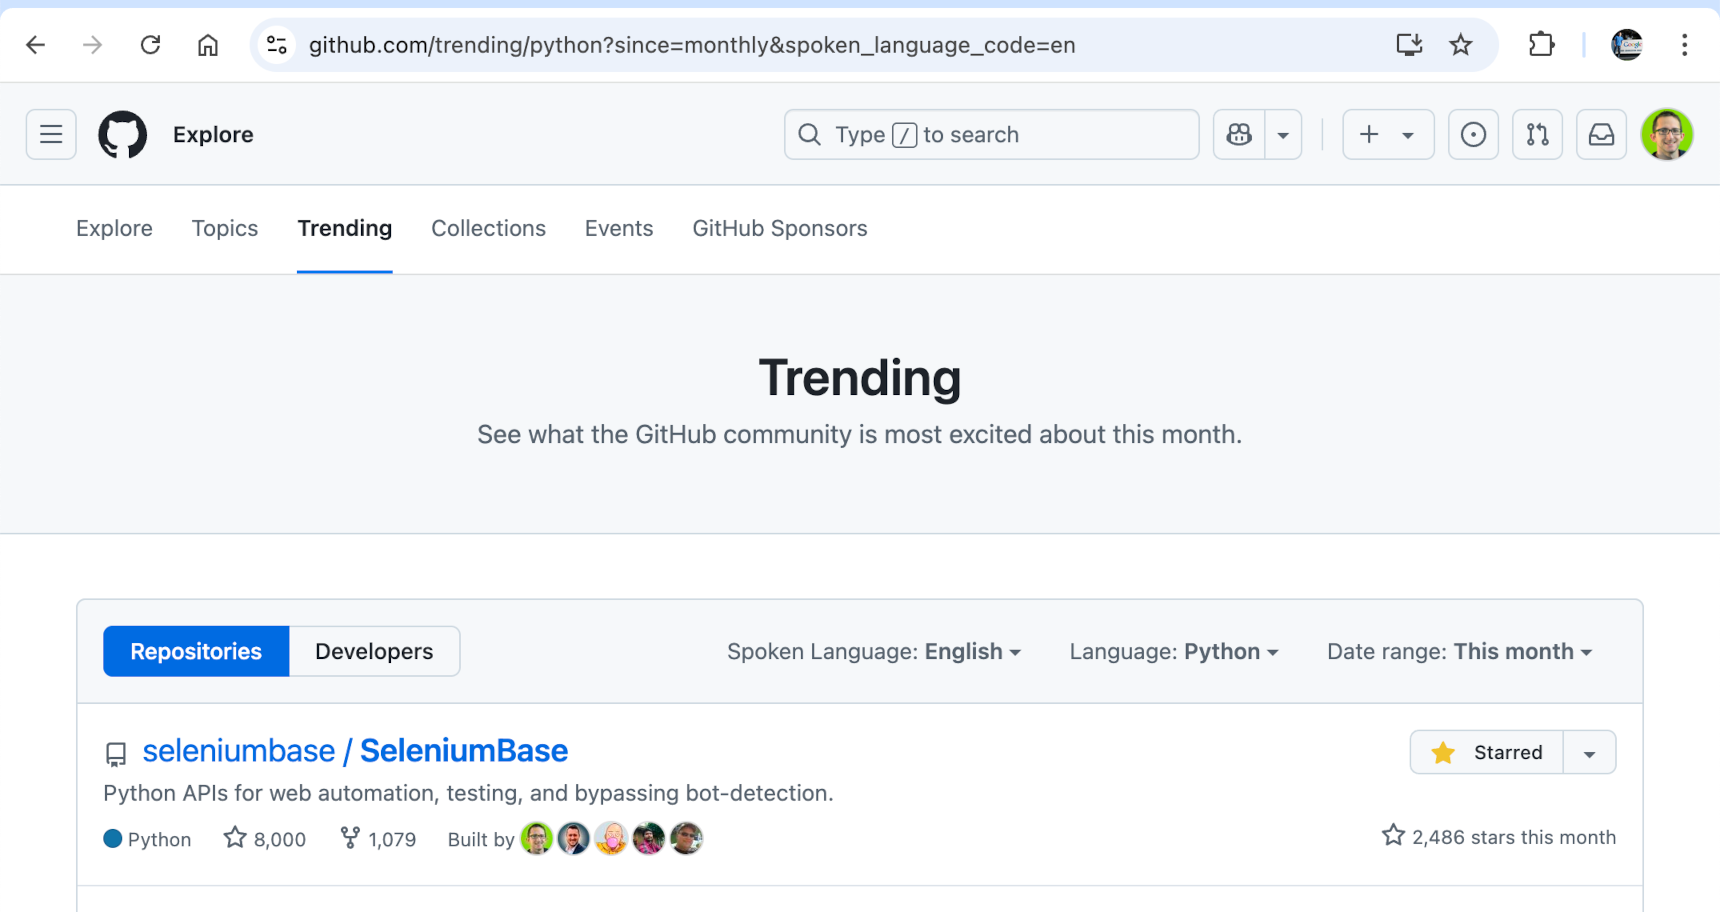 github.com/trending/python?since=monthly&spoken_language_code=en
Explore
Type / to search
Explore Topics Trending Collections Events GitHub Sponsors
Trending
See what the GitHub community is most excited about this month.
Repositories Developers Spoken Language: English Language: Python Date range: This month
seleniumbase / SeleniumBase Starred
Python APIs for web automation, testing, and bypassing bot-detection.
Python 8,000 1,079 Built by 2,486 stars this month